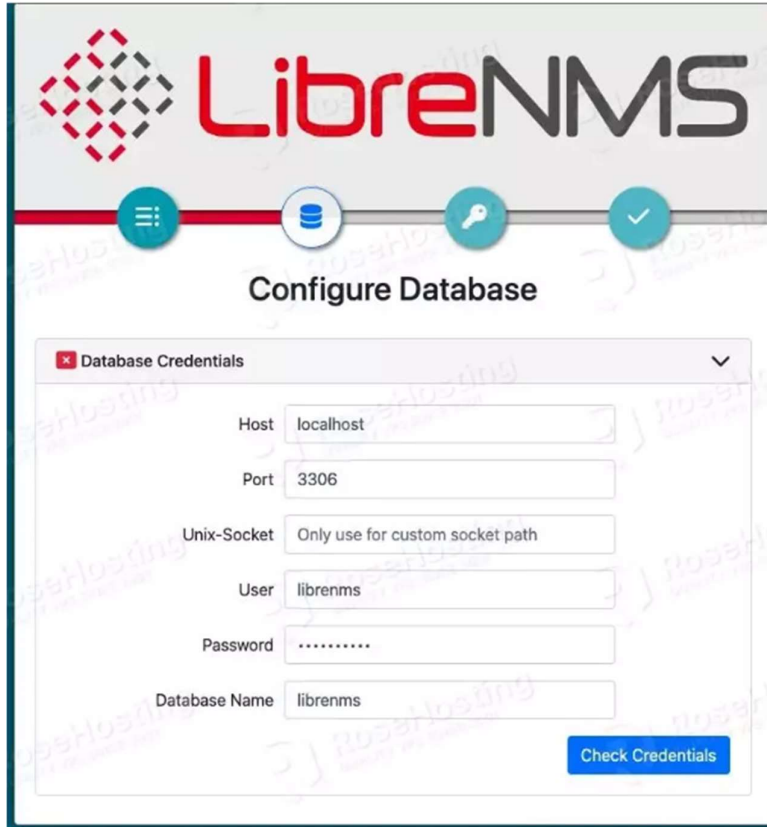 LibreNMS
Configure Database
Database Credentials
Host localhost
Port 3306
Unix-Socket Only use for custom socket path
User librenms
Password ··········
Database Name librenms
Check Credentials
RoseHosting